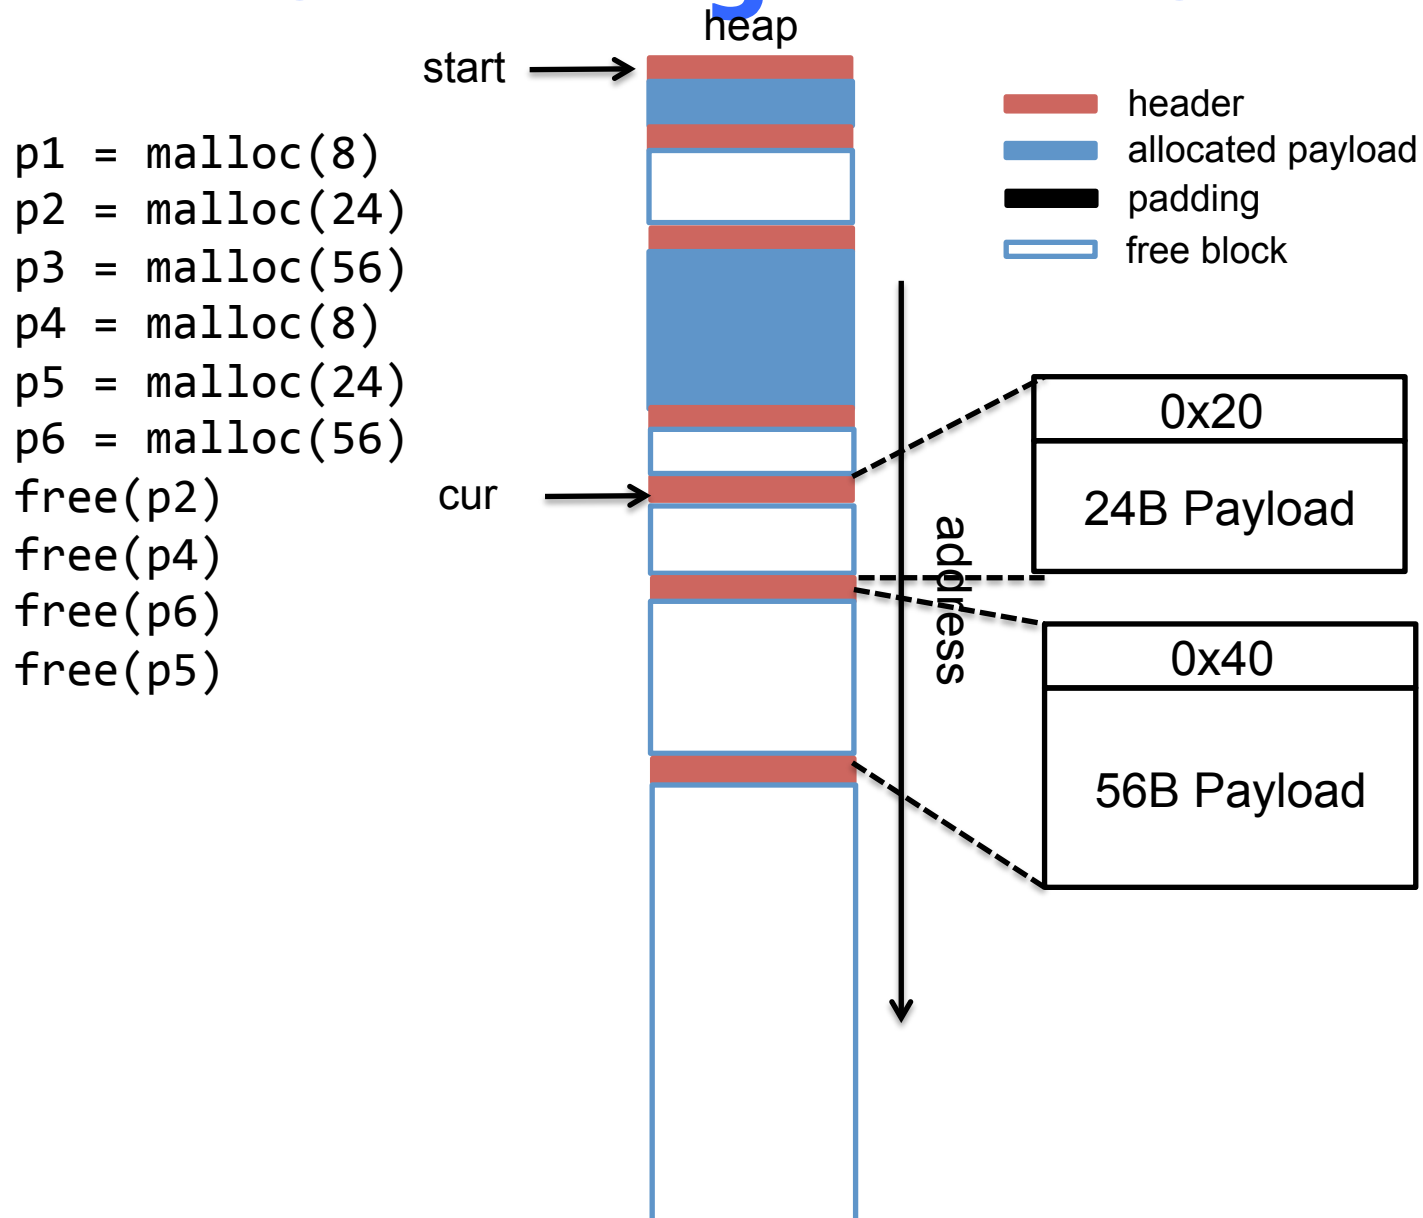 heap
start
header
allocated payload
padding
free block
p1 = malloc(8)
p2 = malloc(24)
p3 = malloc(56)
p4 = malloc(8)
p5 = malloc(24)
p6 = malloc(56)
free(p2)
free(p4)
free(p6)
free(p5)
cur
address
0x20
24B Payload
0x40
56B Payload